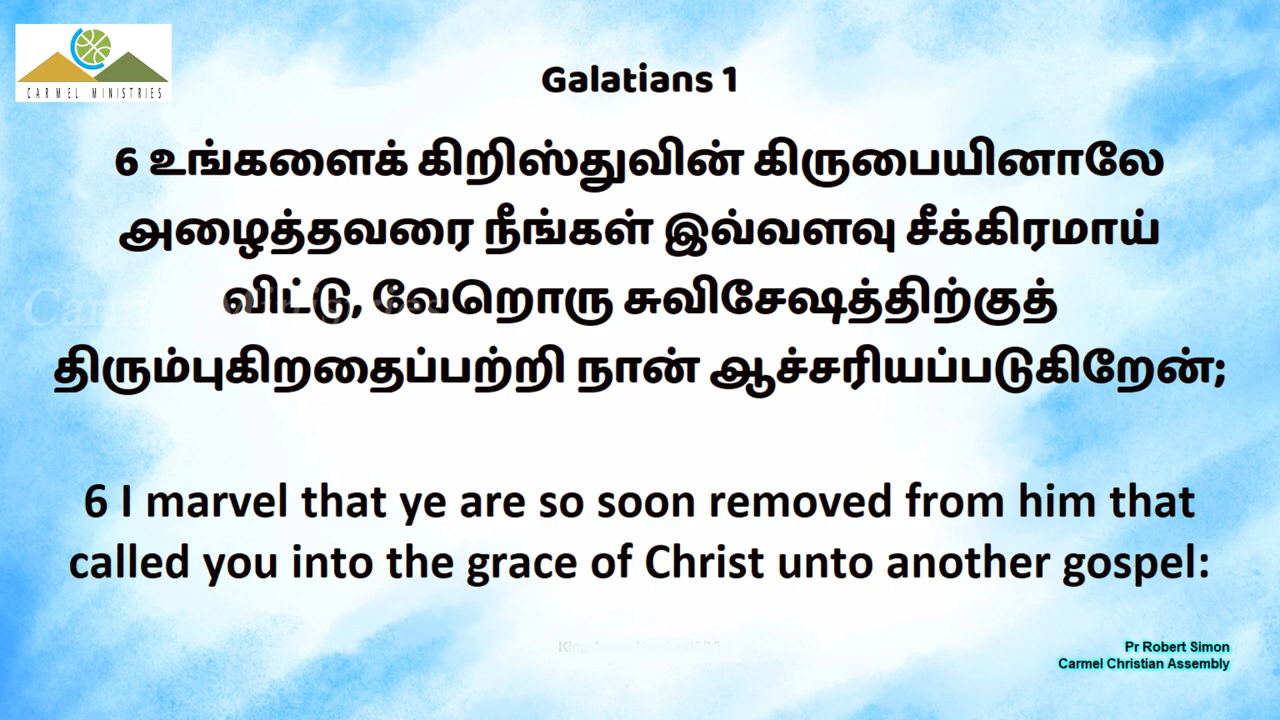 CARMEL MINISTRIES
Galatians 1
6 உங்களைக் கிறிஸ்துவின் கிருபையினாலே
அழைத்தவரை நீங்கள் இவ்வளவு சீக்கிரமாய்
விட்டு, வேறொரு சுவிசேஷத்திற்குத்
திரும்புகிறதைப்பற்றி நான் ஆச்சரியப்படுகிறேன்;
6 I marvel that ye are so soon removed from him that
called you into the grace of Christ unto another gospel:
Pr Robert Simon
Carmel Christian Assembly